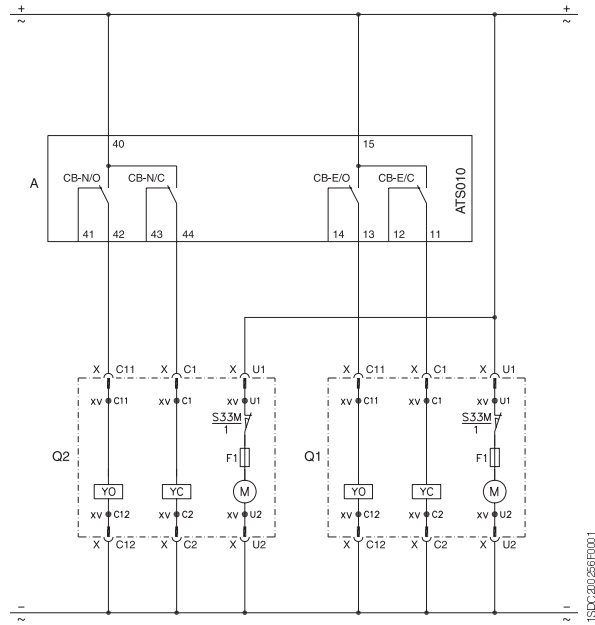 + +
~ ~
40 15
A CB-N/O CB-N/C CB-E/O CB-E/C ATS010
41 42 43 44 14 13 12 11
X C11 X C1 X U1 X C11 X C1 X U1
XV C11 XV C1 XV U1 XV C11 XV C1 XV U1
S33M S33M
1 1
Q2 F1 Q1 F1
YO YC M YO YC M
XV C12 XV C2 XV U2 XV C12 XV C2 XV U2
X C12 X C2 X U2 X C12 X C2 X U2
1SDC200256F0001
– –
~ ~